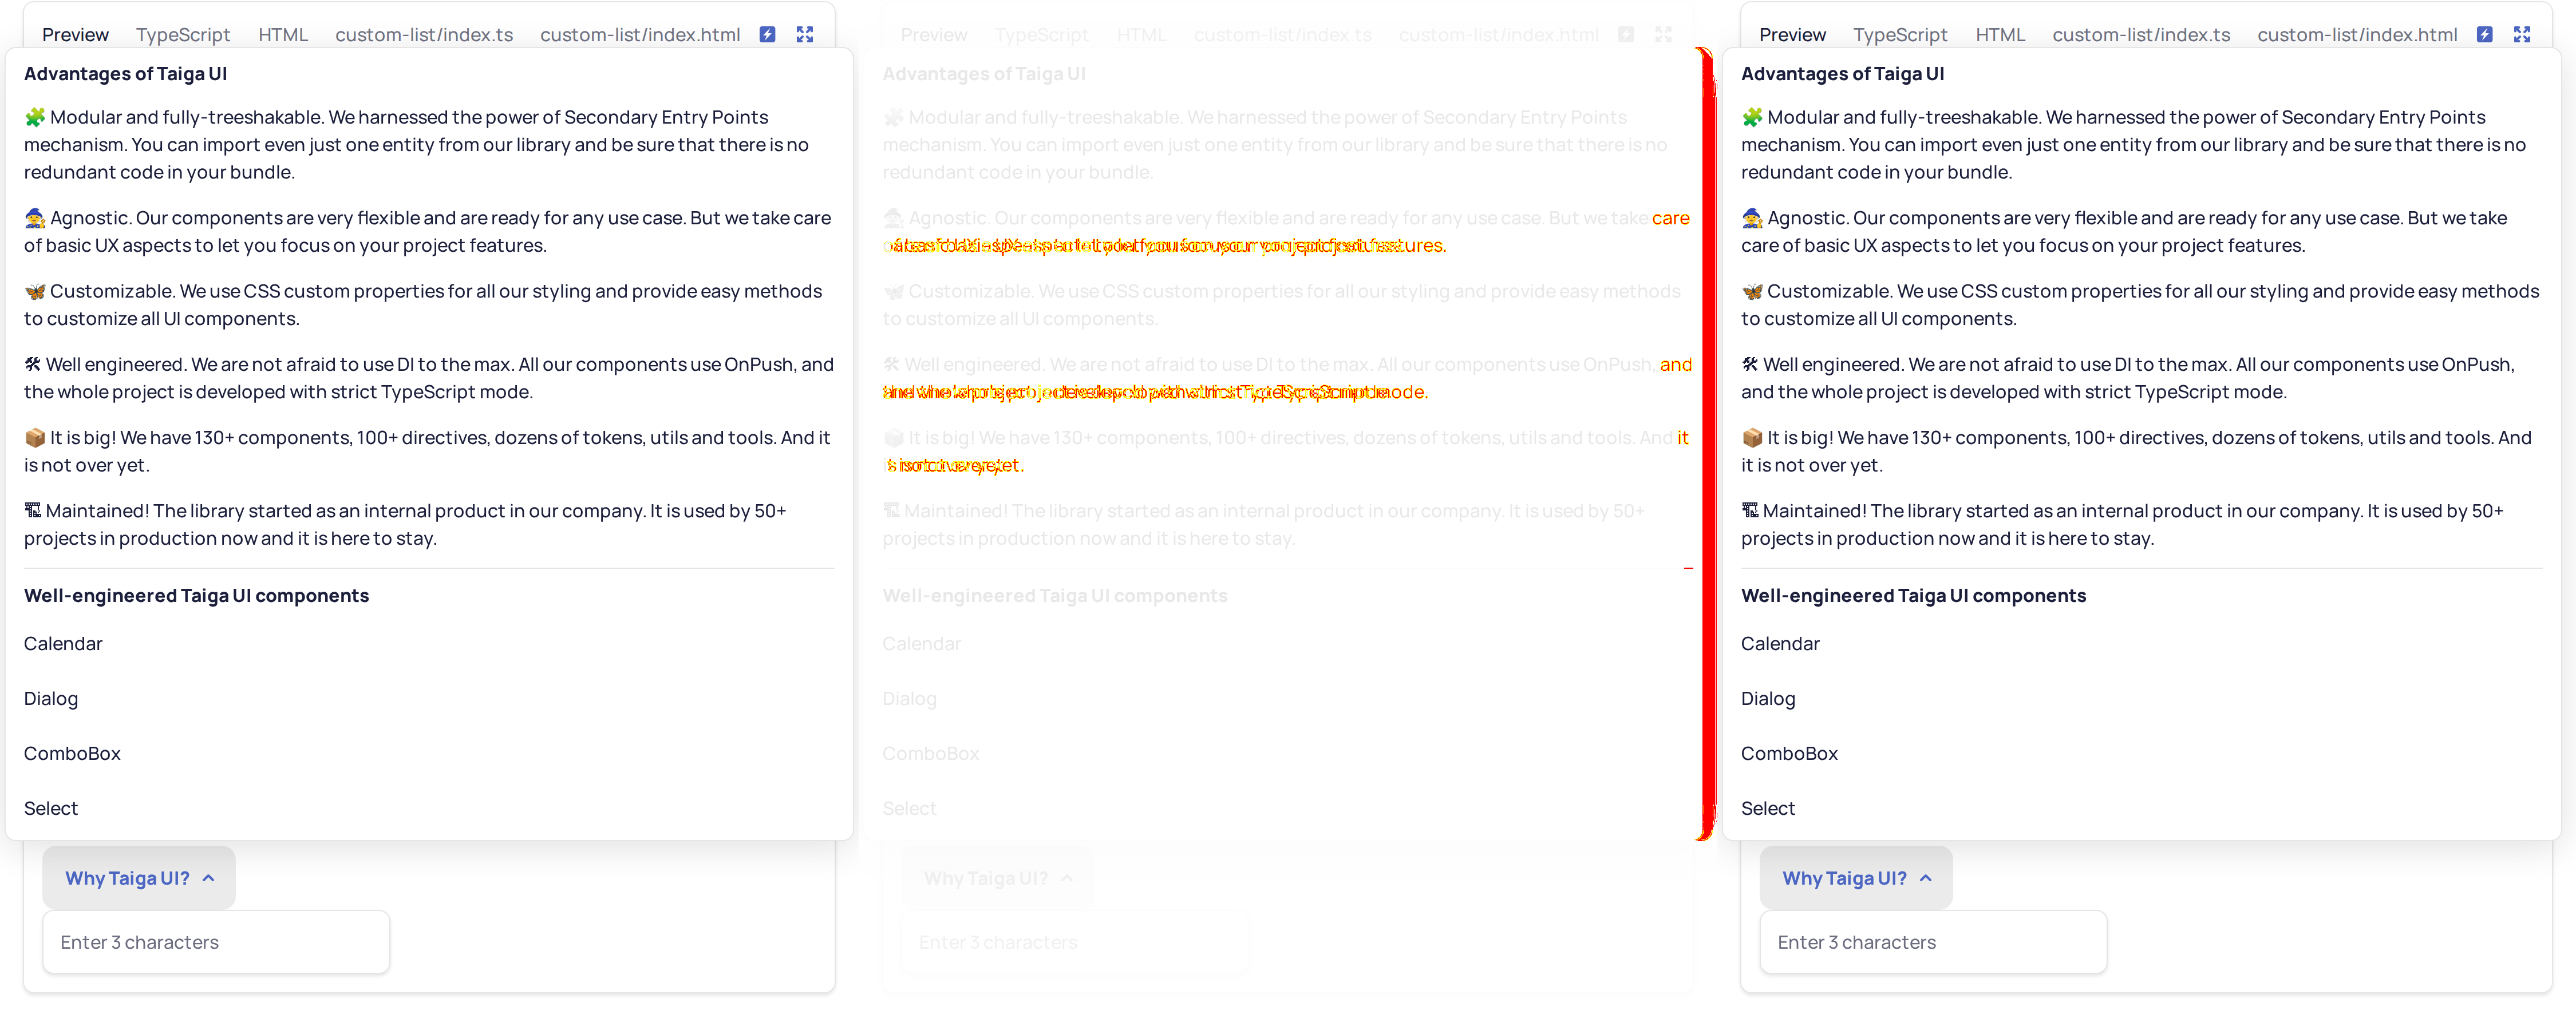 Preview TypeScript HTML custom-list/index.ts custom-list/index.html
Advantages of Taiga UI
🧩 Modular and fully-treeshakable. We harnessed the power of Secondary Entry Points
mechanism. You can import even just one entity from our library and be sure that there is no
redundant code in your bundle.
🧙 Agnostic. Our components are very flexible and are ready for any use case. But we take care
of basic UX aspects to let you focus on your project features.
🦋 Customizable. We use CSS custom properties for all our styling and provide easy methods
to customize all UI components.
🛠 Well engineered. We are not afraid to use DI to the max. All our components use OnPush, and
the whole project is developed with strict TypeScript mode.
📦 It is big! We have 130+ components, 100+ directives, dozens of tokens, utils and tools. And it
is not over yet.
🏗 Maintained! The library started as an internal product in our company. It is used by 50+
projects in production now and it is here to stay.
Well-engineered Taiga UI components
Calendar
Dialog
ComboBox
Select
Why Taiga UI?
Enter 3 characters
Preview TypeScript HTML custom-list/index.ts custom-list/index.html
Advantages of Taiga UI
🧩 Modular and fully-treeshakable. We harnessed the power of Secondary Entry Points
mechanism. You can import even just one entity from our library and be sure that there is no
redundant code in your bundle.
🧙 Agnostic. Our components are very flexible and are ready for any use case. But we take care
🦋 Customizable. We use CSS custom properties for all our styling and provide easy methods
to customize all UI components.
🛠 Well engineered. We are not afraid to use DI to the max. All our components use OnPush, and
📦 It is big! We have 130+ components, 100+ directives, dozens of tokens, utils and tools. And it
🏗 Maintained! The library started as an internal product in our company. It is used by 50+
projects in production now and it is here to stay.
Well-engineered Taiga UI components
Calendar
Dialog
ComboBox
Select
Why Taiga UI?
Enter 3 characters
Preview TypeScript HTML custom-list/index.ts custom-list/index.html
Advantages of Taiga UI
🧩 Modular and fully-treeshakable. We harnessed the power of Secondary Entry Points
mechanism. You can import even just one entity from our library and be sure that there is no
redundant code in your bundle.
🧙 Agnostic. Our components are very flexible and are ready for any use case. But we take
care of basic UX aspects to let you focus on your project features.
🦋 Customizable. We use CSS custom properties for all our styling and provide easy methods
to customize all UI components.
🛠 Well engineered. We are not afraid to use DI to the max. All our components use OnPush,
and the whole project is developed with strict TypeScript mode.
📦 It is big! We have 130+ components, 100+ directives, dozens of tokens, utils and tools. And
it is not over yet.
🏗 Maintained! The library started as an internal product in our company. It is used by 50+
projects in production now and it is here to stay.
Well-engineered Taiga UI components
Calendar
Dialog
ComboBox
Select
Why Taiga UI?
Enter 3 characters